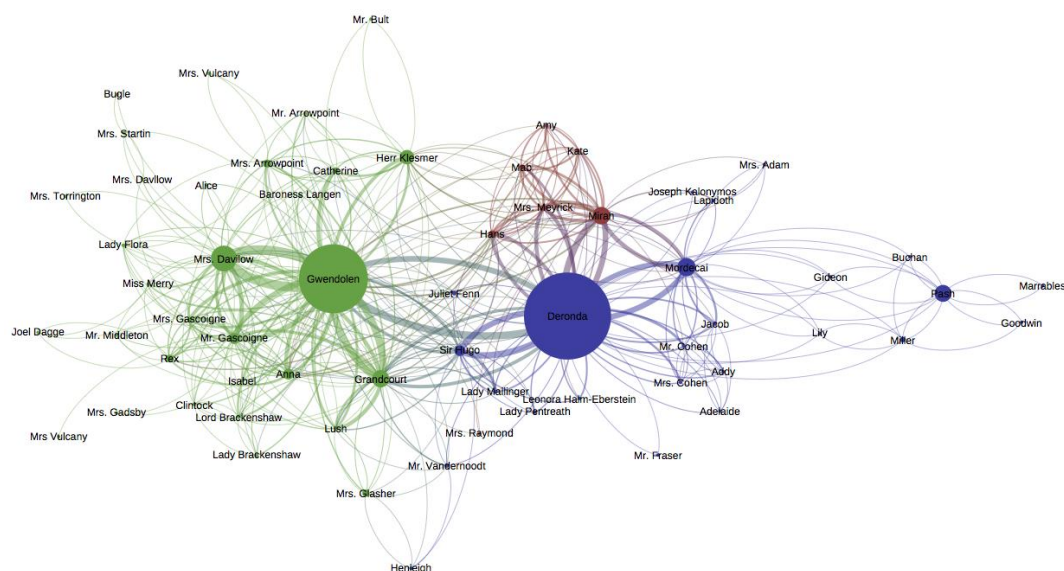 Mr. Bult
Mrs. Vulcany
Bugle
Mr. Arrowpoint
Mrs. Startin
Amy
Kate
Mrs. Arrowpoint
Herr Klesmer
Catherine
Mab
Mrs. Adam
Mrs. Davllow
Alice
Baroness Langen
Joseph Kalonymos
Lapidoth
Mrs. Torrington
Mrs. Meyrick
Mirah
Hans
Lady Flora
Mrs. Davilow
Gwendolen
Mordecai
Buchan
Gideon
Miss Merry
Juliet Fenn
Pash
Marrables
Deronda
Mrs. Gascoigne
Jacob
Goodwin
Joel Dagge
Mr. Middleton
Mr. Gascoigne
Lily
Miller
Mr. Cohen
Sir Hugo
Rex
Anna
Addy
Isabel
Grandcourt
Mrs. Cohen
Lady Mallinger
Leonora Halm-Eberstein
Clintock
Mrs. Gadsby
Lord Brackenshaw
Lady Pentreath
Adelaide
Lush
Mrs Vulcany
Mrs. Raymond
Lady Brackenshaw
Mr. Fraser
Mr. Vandernoodt
Mrs. Glasher
Henleigh